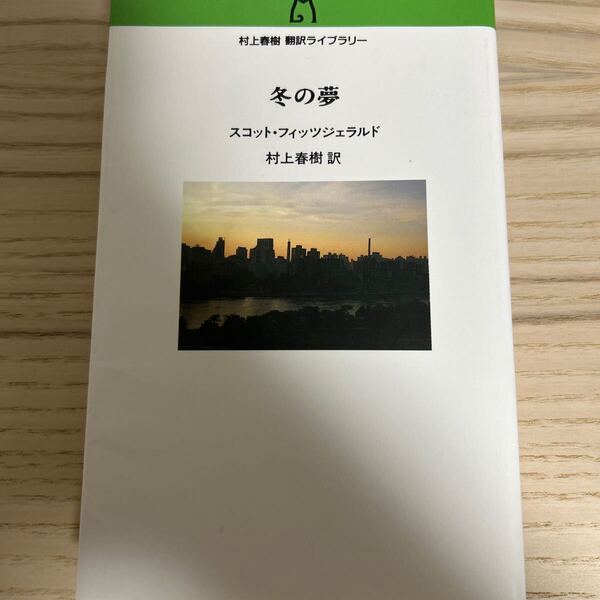 村上春樹 翻訳ライブラリー
冬の夢
スコット・フィッツジェラルド
村上春樹 訳